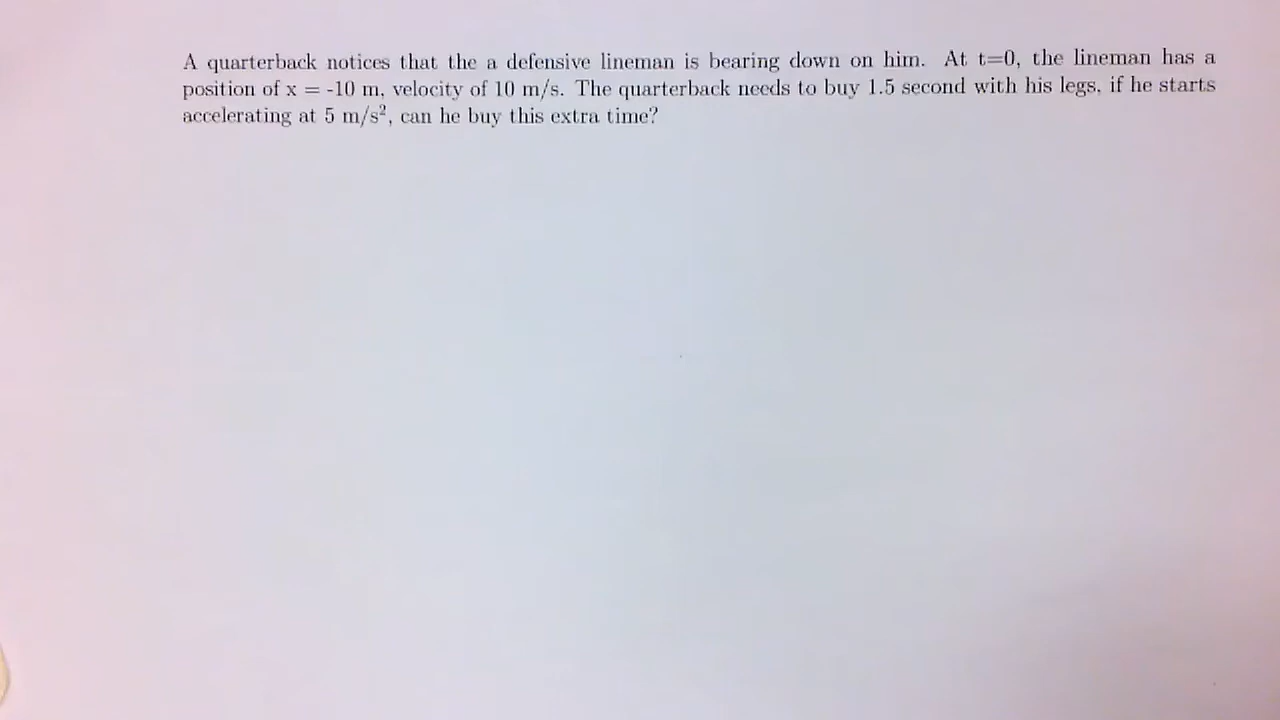 A quarterback notices that the a defensive lineman is bearing down on him. At t=0, the lineman has a
position of x = -10 m, velocity of 10 m/s. The quarterback needs to buy 1.5 second with his legs, if he starts
accelerating at 5 m/s², can he buy this extra time?